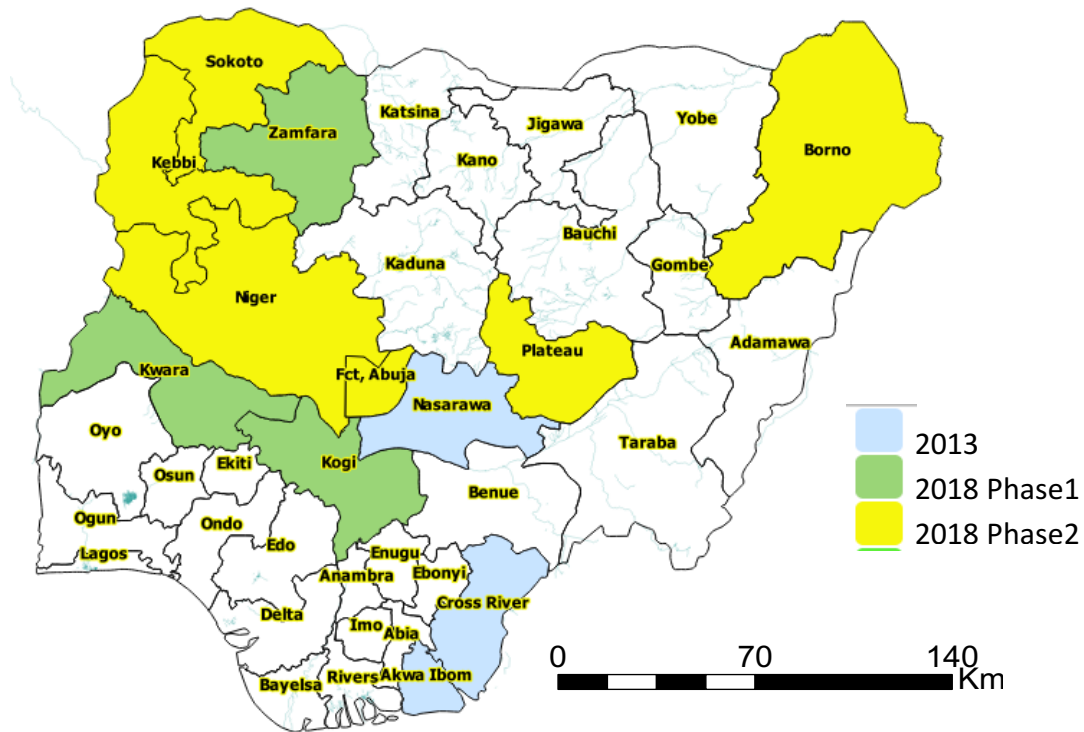 Sokoto
Katsina
Zamfara
Jigawa
Yobe
Kebbi
Kano
Borno
Bauchi
Kaduna
Gombe
Niger
Adamawa
Plateau
Kwara
Fct, Abuja
Nasarawa
Oyo
Taraba
Kogi
Osun
Ekiti
Benue
Ogun
Ondo
Edo
Lagos
Enugu
Anambra
Ebonyi
Cross River
Delta
Imo
Abia
Bayelsa
Rivers
Akwa Ibom
2013
2018 Phase1
2018 Phase2
0 70 140
Km